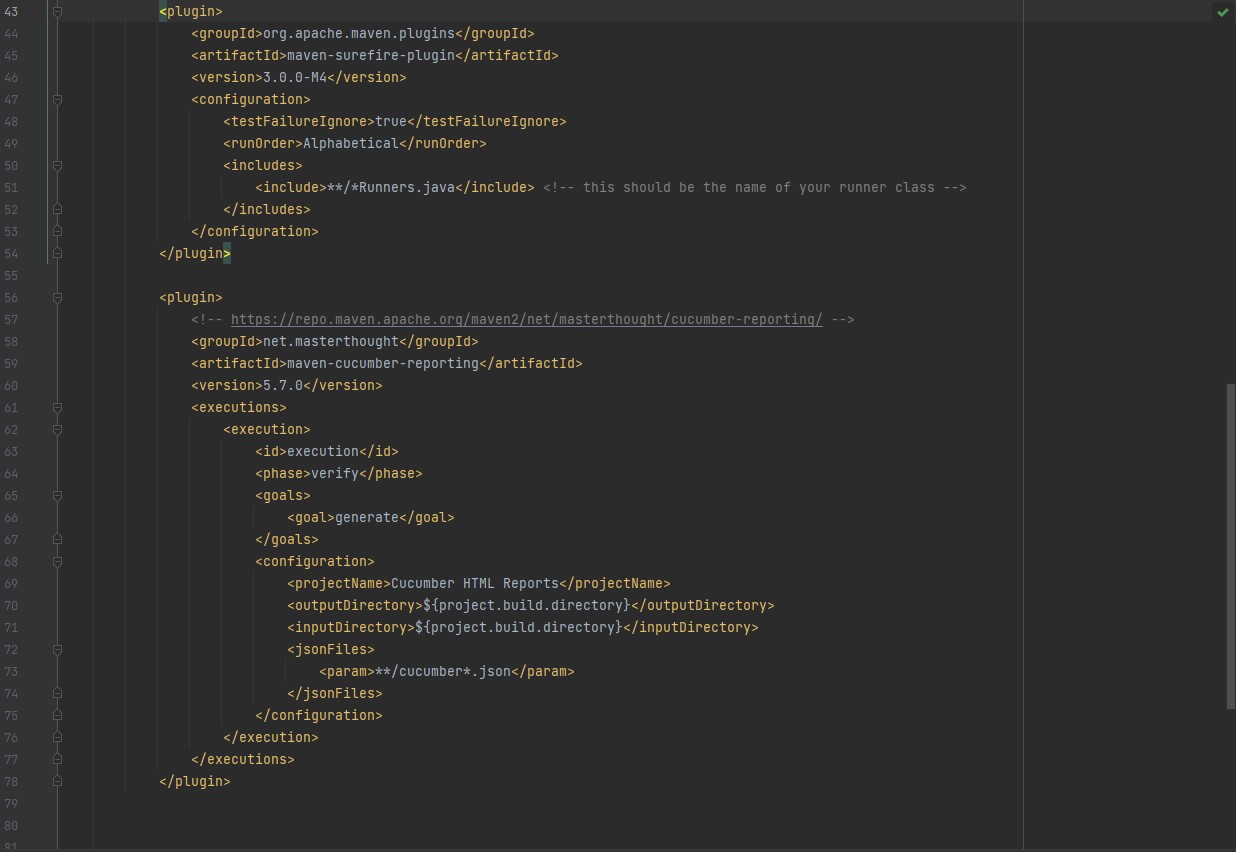 43 <plugin>
44 <groupId>org.apache.maven.plugins</groupId>
45 <artifactId>maven-surefire-plugin</artifactId>
46 <version>3.0.0-M4</version>
47 <configuration>
48 <testFailureIgnore>true</testFailureIgnore>
49 <runOrder>Alphabetical</runOrder>
50 <includes>
51 <include>**/*Runners.java</include> <!-- this should be the name of your runner class -->
52 </includes>
53 </configuration>
54 </plugin>
55
56 <plugin>
57 <!-- https://repo.maven.apache.org/maven2/net/masterthought/cucumber-reporting/ -->
58 <groupId>net.masterthought</groupId>
59 <artifactId>maven-cucumber-reporting</artifactId>
60 <version>5.7.0</version>
61 <executions>
62 <execution>
63 <id>execution</id>
64 <phase>verify</phase>
65 <goals>
66 <goal>generate</goal>
67 </goals>
68 <configuration>
69 <projectName>Cucumber HTML Reports</projectName>
70 <outputDirectory>${project.build.directory}</outputDirectory>
71 <inputDirectory>${project.build.directory}</inputDirectory>
72 <jsonFiles>
73 <param>**/cucumber*.json</param>
74 </jsonFiles>
75 </configuration>
76 </execution>
77 </executions>
78 </plugin>
79
80
81